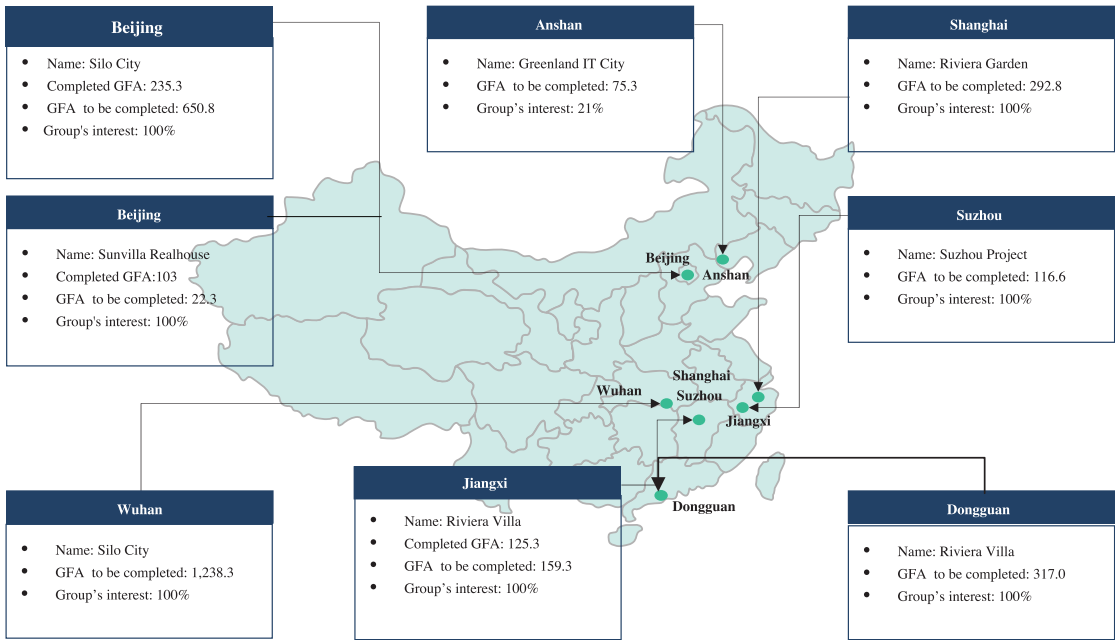 Beijing
• Name: Silo City
• Completed GFA: 235.3
• GFA to be completed: 650.8
• Group's interest: 100%
Anshan
• Name: Greenland IT City
• GFA to be completed: 75.3
• Group's interest: 21%
Shanghai
• Name: Riviera Garden
• GFA to be completed: 292.8
• Group's interest: 100%
Beijing
• Name: Sunvilla Realhouse
• Completed GFA:103
• GFA to be completed: 22.3
• Group's interest: 100%
Suzhou
• Name: Suzhou Project
• GFA to be completed: 116.6
• Group's interest: 100%
Beijing
Anshan
Shanghai
Wuhan
Suzhou
Jiangxi
Dongguan
Wuhan
• Name: Silo City
• GFA to be completed: 1,238.3
• Group's interest: 100%
Jiangxi
• Name: Riviera Villa
• Completed GFA: 125.3
• GFA to be completed: 159.3
• Group's interest: 100%
Dongguan
• Name: Riviera Villa
• GFA to be completed: 317.0
• Group's interest: 100%